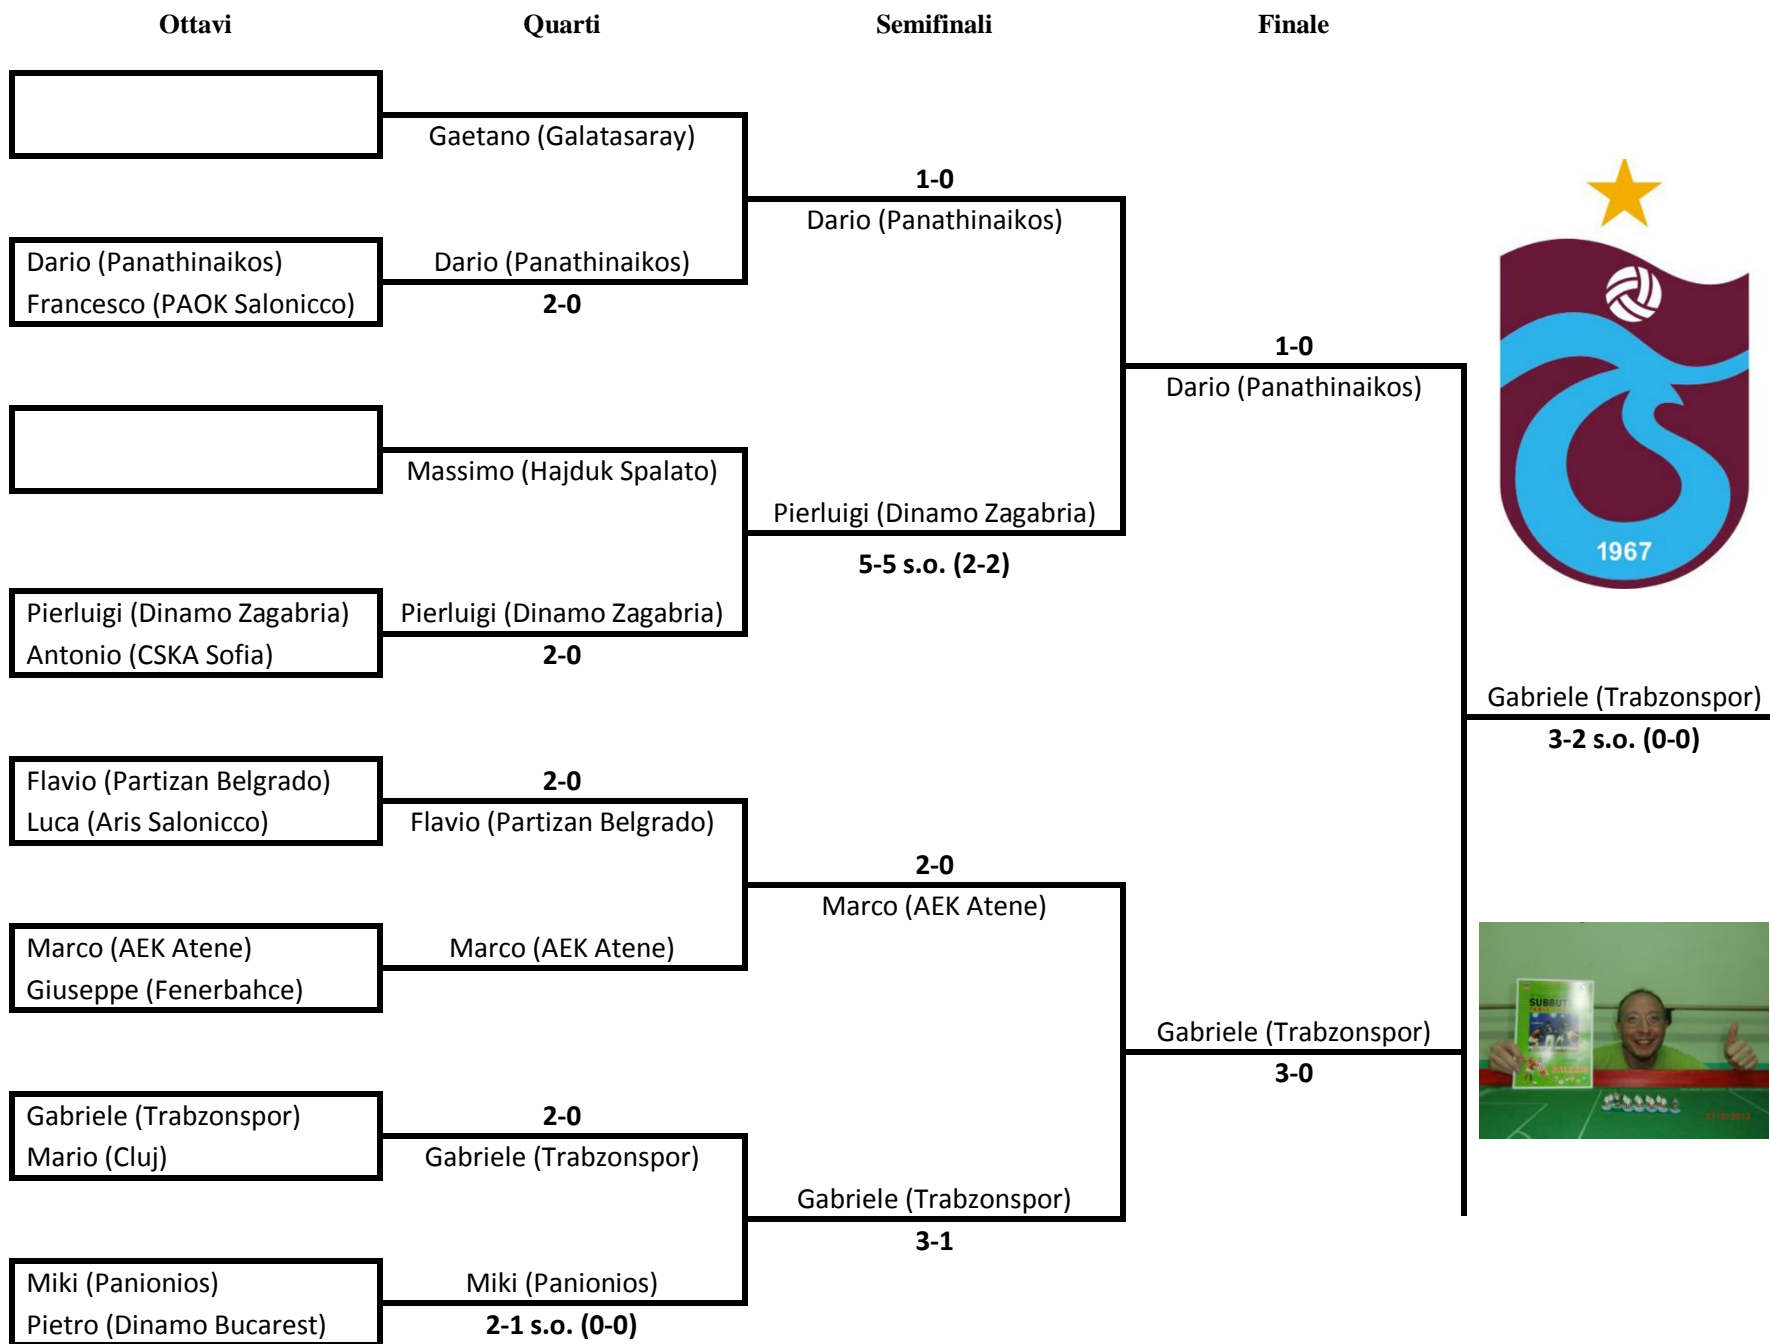 Ottavi
Quarti
Semifinali
Finale
Gaetano (Galatasaray)
1-0
Dario (Panathinaikos)
Dario (Panathinaikos)
Francesco (PAOK Salonicco)
Dario (Panathinaikos)
2-0
1-0
Dario (Panathinaikos)
Massimo (Hajduk Spalato)
Pierluigi (Dinamo Zagabria)
5-5 s.o. (2-2)
1967
Pierluigi (Dinamo Zagabria)
Antonio (CSKA Sofia)
Pierluigi (Dinamo Zagabria)
2-0
Gabriele (Trabzonspor)
3-2 s.o. (0-0)
Flavio (Partizan Belgrado)
Luca (Aris Salonicco)
2-0
Flavio (Partizan Belgrado)
2-0
Marco (AEK Atene)
Marco (AEK Atene)
Giuseppe (Fenerbahce)
Marco (AEK Atene)
Gabriele (Trabzonspor)
3-0
Gabriele (Trabzonspor)
Mario (Cluj)
2-0
Gabriele (Trabzonspor)
Gabriele (Trabzonspor)
3-1
Miki (Panionios)
Pietro (Dinamo Bucarest)
Miki (Panionios)
2-1 s.o. (0-0)